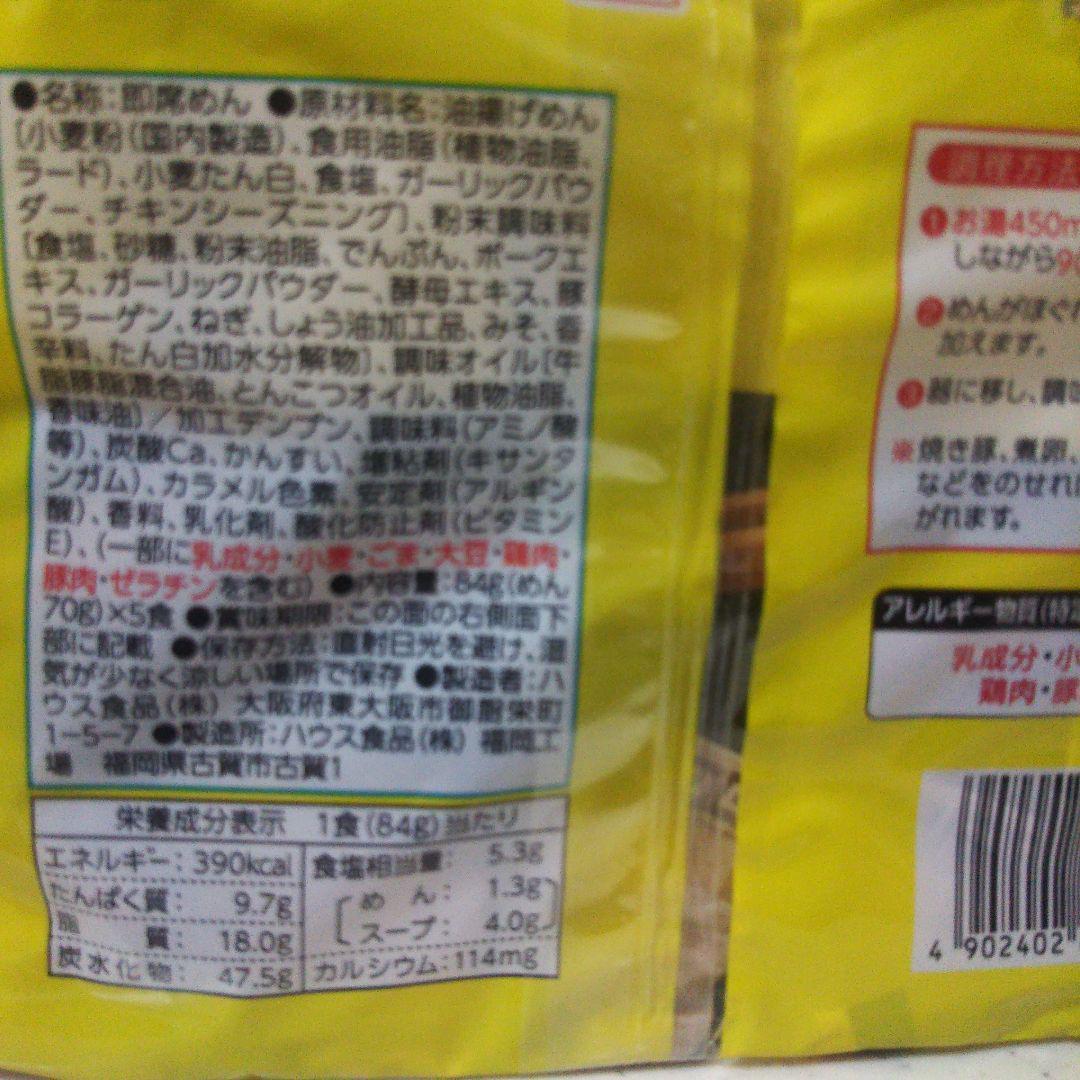 ●名称:即席めん ●原材料名:油揚げめん
[小麦粉(国内製造)、食用油脂(植物油脂、
ラード)、小麦たん白、食塩、ガーリックパウ
ダー、チキンシーズニング]、粉末調味料
[食塩、砂糖、粉末油脂、でんぷん、ポークエ
キス、ガーリックパウダー、酵母エキス、豚
コラーゲン、ねぎ、しょう油加工品、みそ、香
辛料、たん白加水分解物]、調味オイル[牛
脂豚脂混合油、とんこつオイル、植物油脂、
香味油]/加工デンプン、調味料(アミノ酸
等)、炭酸Ca、かんすい、増粘剤(キサンタ
ンガム)、カラメル色素、安定剤(アルギン
酸)、香料、乳化剤、酸化防止剤(ビタミン
E)、(一部に乳成分・小麦・ごま・大豆・鶏肉・
豚肉・ゼラチンを含む) ●内容量:84g(めん
70g)×5食 ●賞味期限:この面の右側面下
部に記載 ●保存方法:直射日光を避け、湿
気が少なく涼しい場所で保存 ●製造者:ハ
ウス食品(株) 大阪府東大阪市御厨栄町
1-5-7 ●製造所:ハウス食品(株) 福岡工
場 福岡県古賀市古賀1
栄養成分表示 1食(84g)当たり
エネルギー:390kcal
たんぱく質: 9.7g
脂 質: 18.0g
炭水化物: 47.5g
食塩相当量: 5.3g
めん: 1.3g
スープ: 4.0g
カルシウム:114mg
調理方法
❶お湯450m
しながら9
❷めんがほぐ
加えます。
❸器に移し、調味
※焼き豚、煮卵、
などをのせれ
がれます。
アレルギー物質(特定
乳成分・小
鶏肉・豚
4 902402